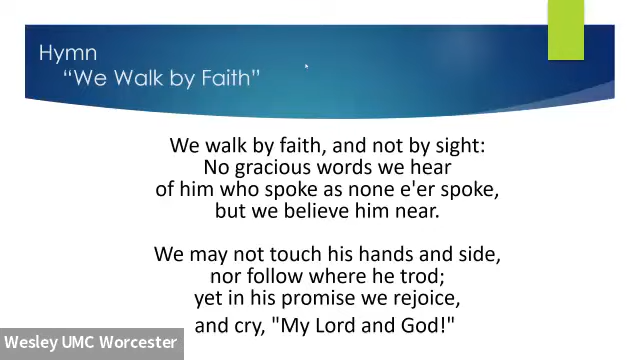 Hymn
“We Walk by Faith”
We walk by faith, and not by sight:
No gracious words we hear
of him who spoke as none e'er spoke,
but we believe him near.
We may not touch his hands and side,
nor follow where he trod;
yet in his promise we rejoice,
and cry, "My Lord and God!"
Wesley UMC Worcester